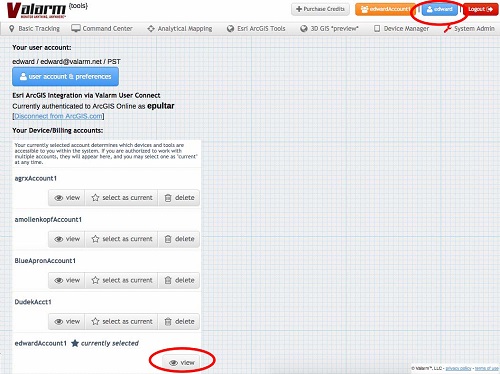 Valarm {tools}
MONITOR ANYTHING, ANYWHERE™
+ Purchase Credits
edwardAccount1
edward
Logout
Basic Tracking
Command Center
Analytical Mapping
Esri ArcGIS Tools
3D GIS *preview*
Device Manager
System Admin
Your user account:
edward / edward@valarm.net / PST
user account & preferences
Esri ArcGIS Integration via Valarm User Connect
Currently authenticated to ArcGIS Online as epultar
[Disconnect from ArcGIS.com]
Your Device/Billing accounts:
Your currently selected account determines which devices and tools are
accessible to you within the system. If you are authorized to work with
multiple accounts, they will appear here, and you may select one as "current"
at any time.
agrxAccount1
view select as current delete
amollenkopfAccount1
view select as current delete
BlueApronAccount1
view select as current delete
DudekAcct1
view select as current delete
edwardAccount1 currently selected
view
© Valarm™, LLC - privacy policy - terms of use